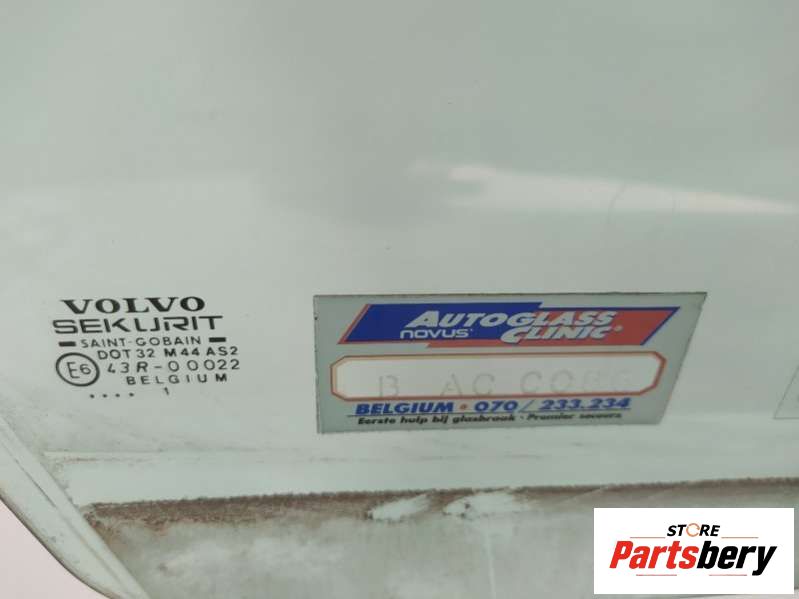 VOLVO
SEKURIT
SAINT-GOBAIN
DOT 32 M44 AS2
E6 43R-00022
BELGIUM
.... 1
AUTOGLASS
NOVUS CLINIC®
B AC
BELGIUM • 070/233.234
Eerste hulp bij glasbreuk • Premier secours
STORE
Partsbery